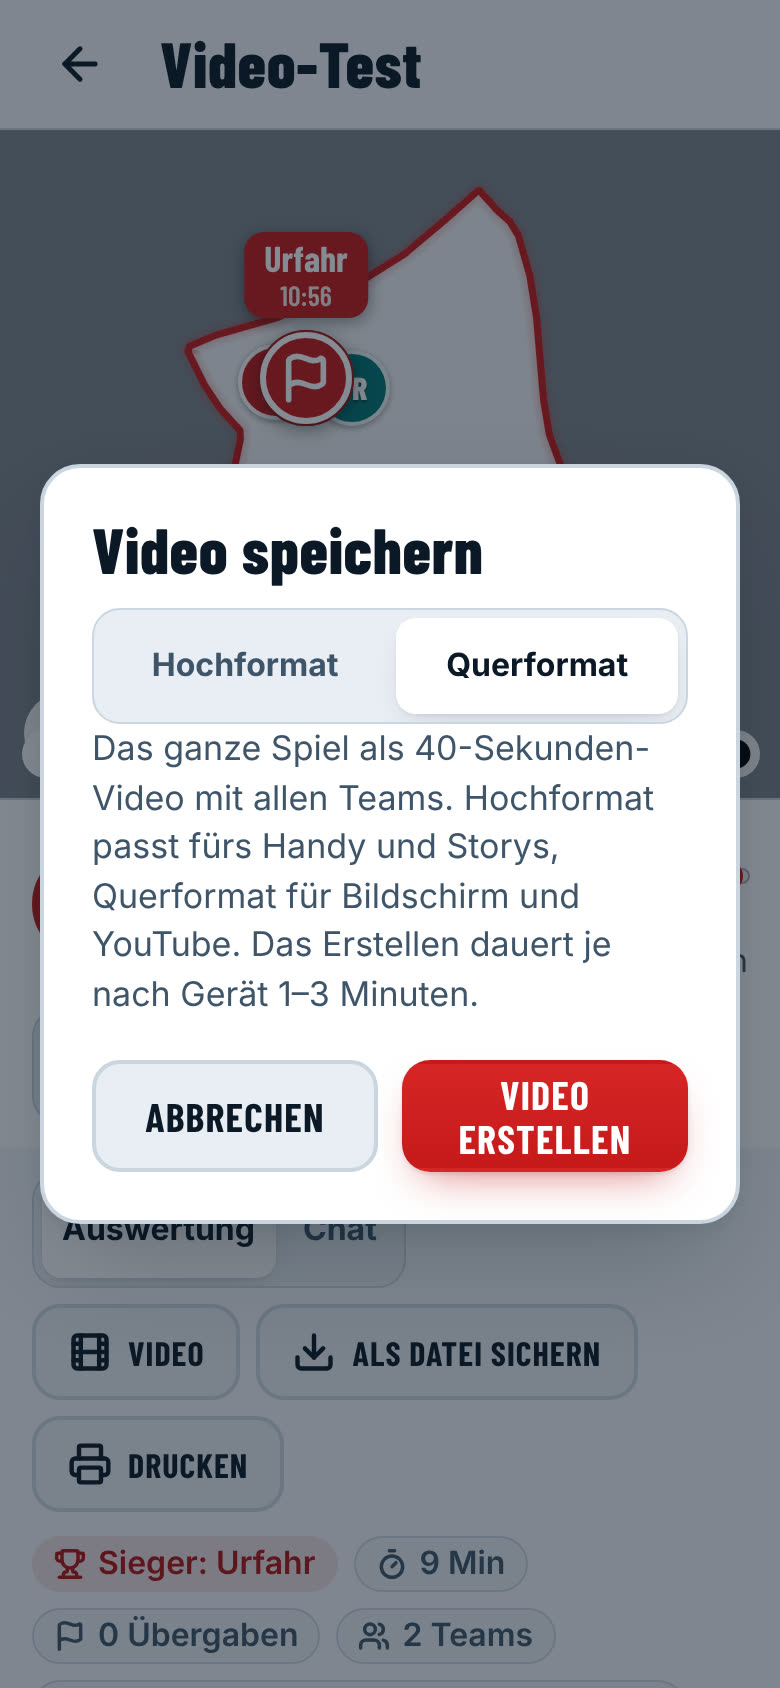 Video-Test
Urfahr
10:56
R
Video speichern
Hochformat
Querformat
Das ganze Spiel als 40-Sekunden-
Video mit allen Teams. Hochformat
passt fürs Handy und Storys,
Querformat für Bildschirm und
YouTube. Das Erstellen dauert je
nach Gerät 1–3 Minuten.
ABBRECHEN
VIDEO
ERSTELLEN
Auswertung
Chat
VIDEO
ALS DATEI SICHERN
DRUCKEN
Sieger: Urfahr
9 Min
0 Übergaben
2 Teams